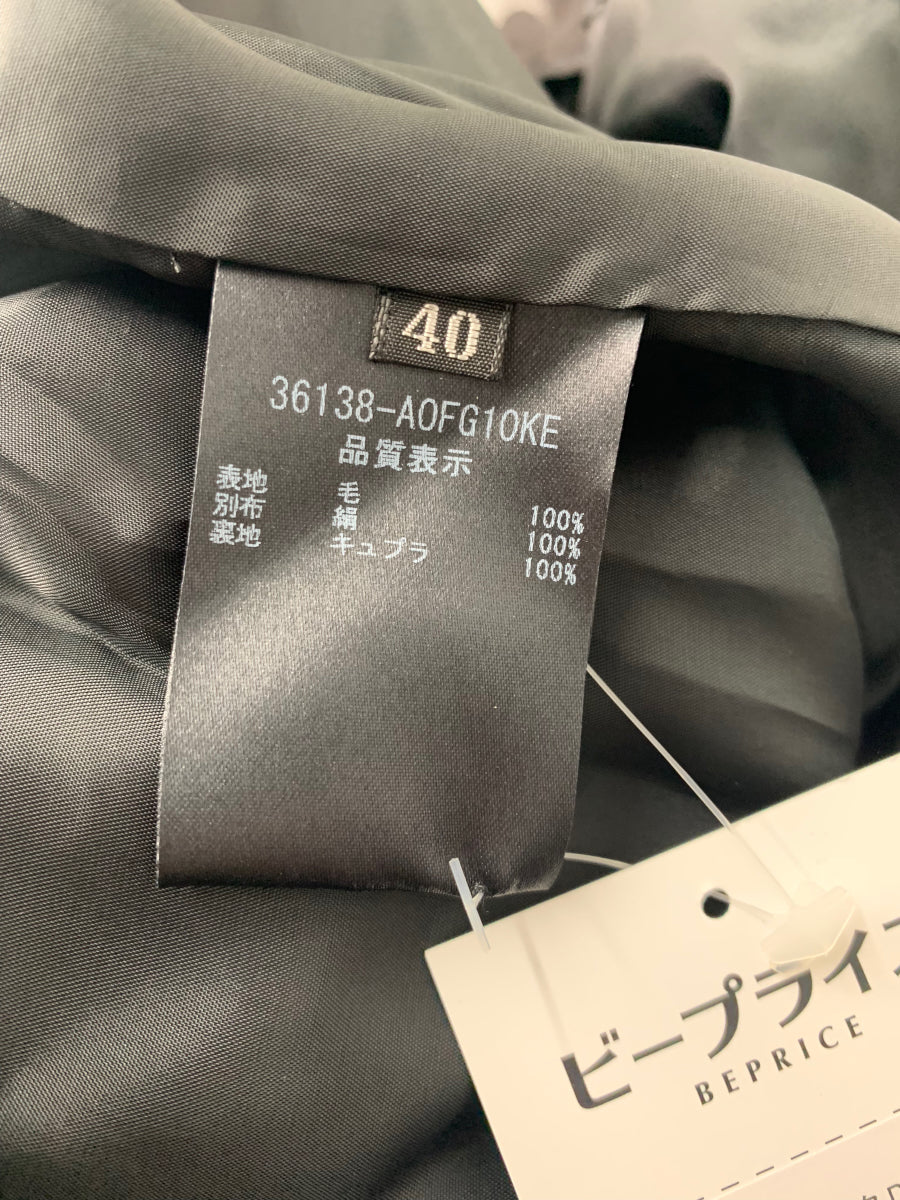 40
36138-A0FG10KE
品質表示
表地 毛 100%
別布 絹 100%
裏地 キュプラ 100%
ビープライス
BEPRICE